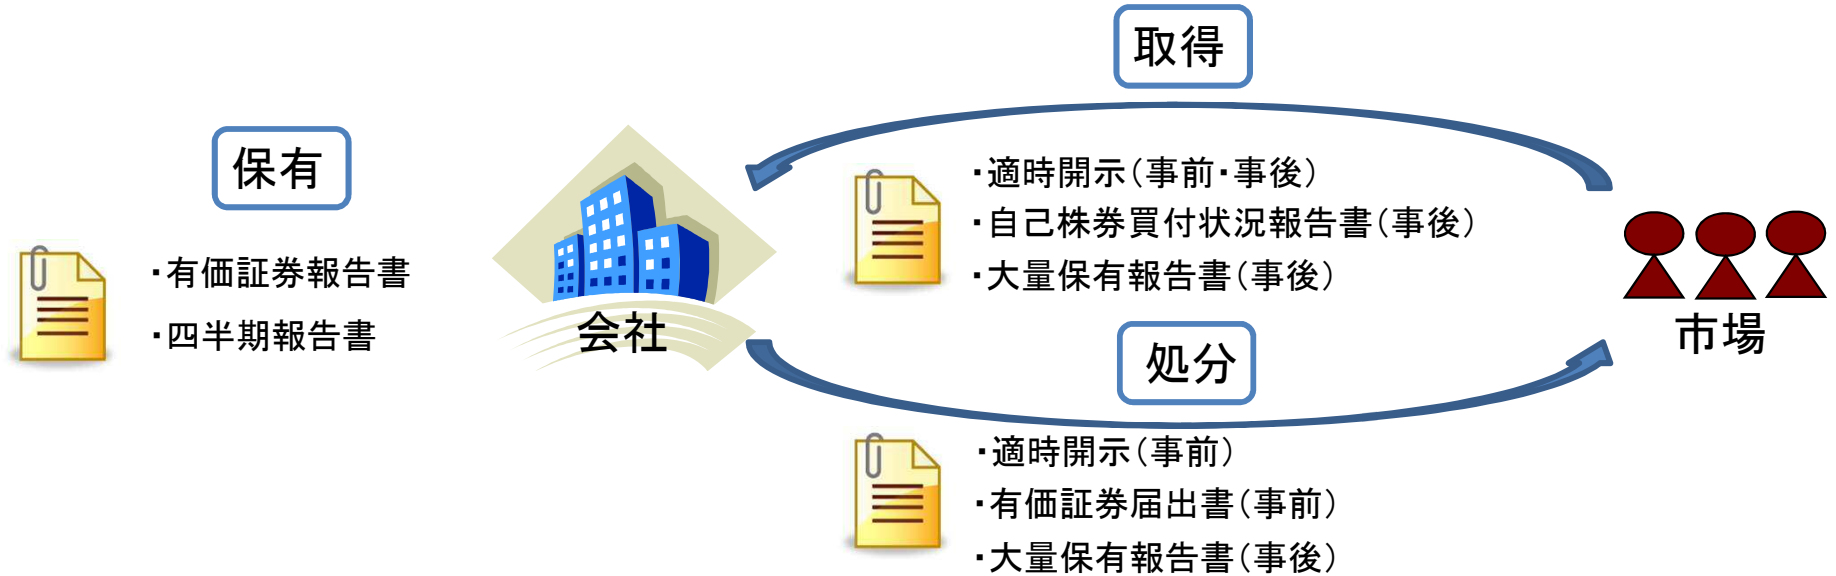 取得
保有
・適時開示(事前・事後)
・自己株券買付状況報告書(事後)
・大量保有報告書(事後)
・有価証券報告書
・四半期報告書
会社
市場
処分
・適時開示(事前)
・有価証券届出書(事前)
・大量保有報告書(事後)